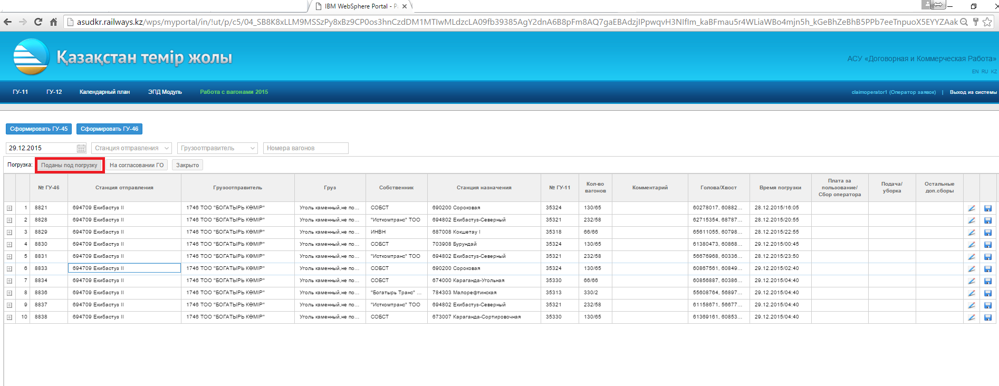 IBM WebSphere Portal - P
asudkr.railways.kz/wps/myportal/in/!ut/p/c5/
Қазақстан темір жолы
АСУ «Договорная и Коммерческая Работа»
EN RU KZ
ГУ-11 ГУ-12 Календарный план ЭПД Модуль Работа с вагонами 2015 claimoperator1 (Оператор заявок) | Выход из системы
Сформировать ГУ-45 Сформировать ГУ-46
29.12.2015 Станция отправления Грузоотправитель Номера вагонов
Погрузка: Поданы под погрузку На согласовании ГО Закрыто
№ ГУ-46 Станция отправления Грузоотправитель Груз Собственник Станция назначения № ГУ-11 Кол-во вагонов Комментарий Голова/Хвост Время погрузки Плата за пользование/ Сбор оператора Подача/ уборка Остальные доп.сборы
1 8821 694709 Екибастуз II 1746 ТОО "БОГАТЫРЬ КӨМІР" Уголь каменный,не по... СОБСТ 690200 Сороковая 35324 130/65 60278017, 60882... 28.12.2015/16:05
2 8828 694709 Екибастуз II 1746 ТОО "БОГАТЫРЬ КӨМІР" Уголь каменный,не по... "Исткомтранс" ТОО 694802 Екибастуз-Северный 35321 232/58 62715354, 68787... 28.12.2015/20:55
3 8829 694709 Екибастуз II 1746 ТОО "БОГАТЫРЬ КӨМІР" Уголь каменный,не по... ИНВН 687008 Кокшетау I 35318 66/66 65611055, 60798... 28.12.2015/22:55
4 8830 694709 Екибастуз II 1746 ТОО "БОГАТЫРЬ КӨМІР" Уголь каменный,не по... СОБСТ 703908 Бурундай 35324 130/65 61380473, 60868... 29.12.2015/00:45
5 8831 694709 Екибастуз II 1746 ТОО "БОГАТЫРЬ КӨМІР" Уголь каменный,не по... "Исткомтранс" ТОО 694802 Екибастуз-Северный 35321 232/58 56676968, 60336... 28.12.2015/23:50
6 8833 694709 Екибастуз II 1746 ТОО "БОГАТЫРЬ КӨМІР" Уголь каменный,не по... СОБСТ 690200 Сороковая 35324 130/65 60867561, 60849... 29.12.2015/02:40
7 8834 694709 Екибастуз II 1746 ТОО "БОГАТЫРЬ КӨМІР" Уголь каменный,не по... СОБСТ 674000 Караганда-Угольная 35330 66/66 60856887, 60386... 29.12.2015/04:40
8 8836 694709 Екибастуз II 1746 ТОО "БОГАТЫРЬ КӨМІР" Уголь каменный,не по... "Богатырь Транс" ... 784303 Малорефтинская 35313 330/2 55608764, 56897... 29.12.2015/04:40
9 8837 694709 Екибастуз II 1746 ТОО "БОГАТЫРЬ КӨМІР" Уголь каменный,не по... "Исткомтранс" ТОО 694802 Екибастуз-Северный 35321 232/58 61158671, 56677... 29.12.2015/04:40
10 8838 694709 Екибастуз II 1746 ТОО "БОГАТЫРЬ КӨМІР" Уголь каменный,не по... СОБСТ 673007 Караганда-Сортировочная 35330 130/65 61369161, 60853... 29.12.2015/04:40